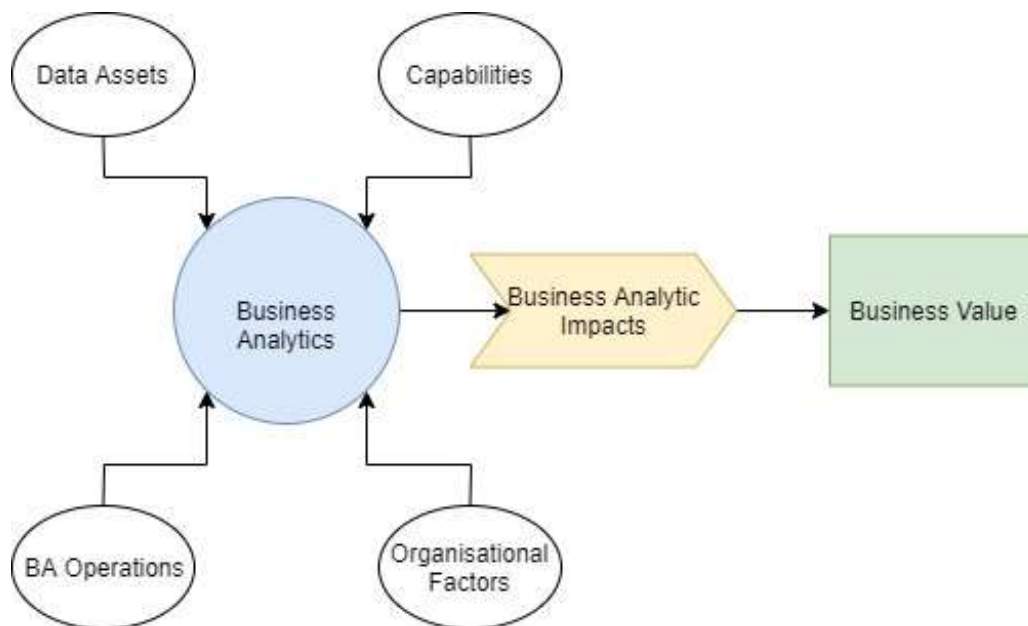 Data Assets
Capabilities
Business
Analytics
Business Analytic
Impacts
Business Value
BA Operations
Organisational
Factors